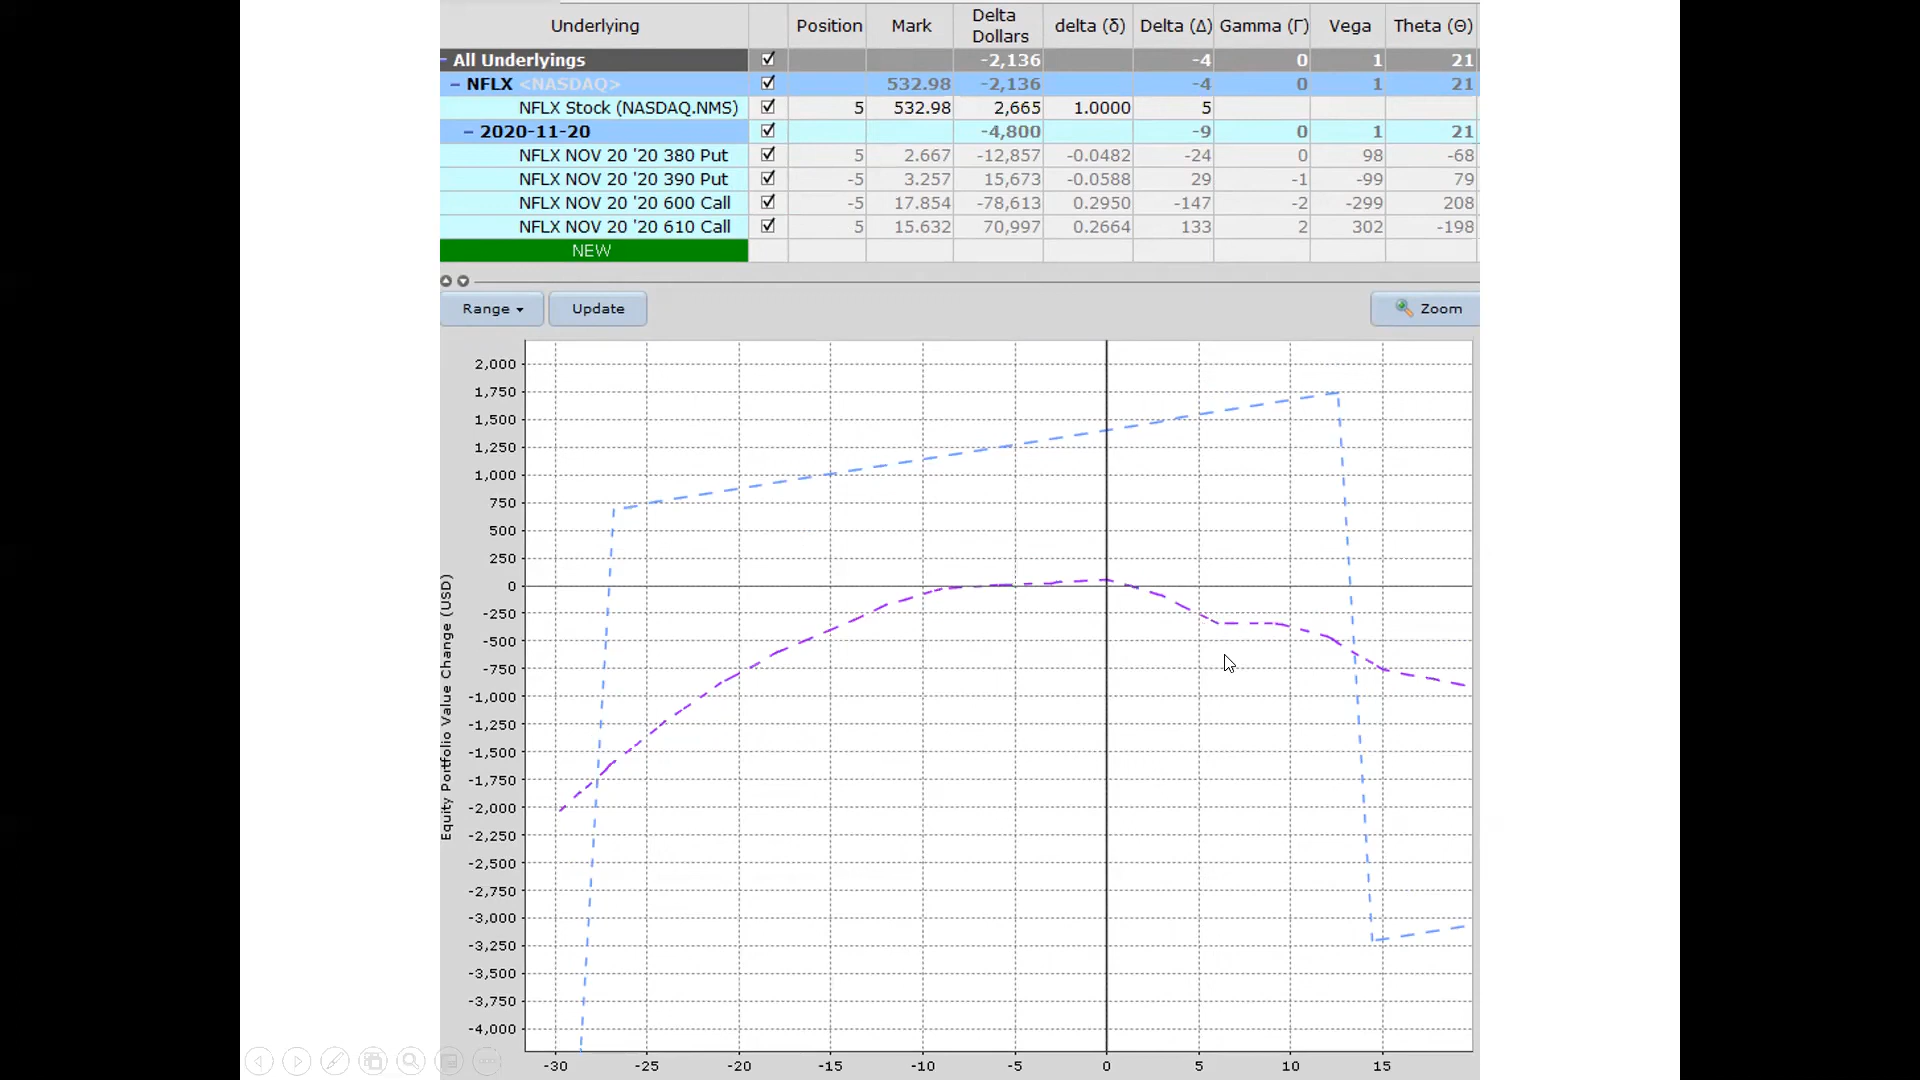 Underlying Position Mark Delta Dollars delta (δ) Delta (Δ) Gamma (Γ) Vega Theta (Θ)
All Underlyings -2,136 -4 0 1 21
NFLX <NASDAQ> 532.98 -2,136 -4 0 1 21
NFLX Stock (NASDAQ.NMS) 5 532.98 2,665 1.0000 5
2020-11-20 -4,800 -9 0 1 21
NFLX NOV 20 '20 380 Put 5 2.667 -12,857 -0.0482 -24 0 98 -68
NFLX NOV 20 '20 390 Put -5 3.257 15,673 -0.0588 29 -1 -99 79
NFLX NOV 20 '20 600 Call -5 17.854 -78,613 0.2950 -147 -2 -299 208
NFLX NOV 20 '20 610 Call 5 15.632 70,997 0.2664 133 2 302 -198
NEW
Range Update Zoom
Equity Portfolio Value Change (USD)
2,000
1,750
1,500
1,250
1,000
750
500
250
0
-250
-500
-750
-1,000
-1,250
-1,500
-1,750
-2,000
-2,250
-2,500
-2,750
-3,000
-3,250
-3,500
-3,750
-4,000
-30 -25 -20 -15 -10 -5 0 5 10 15